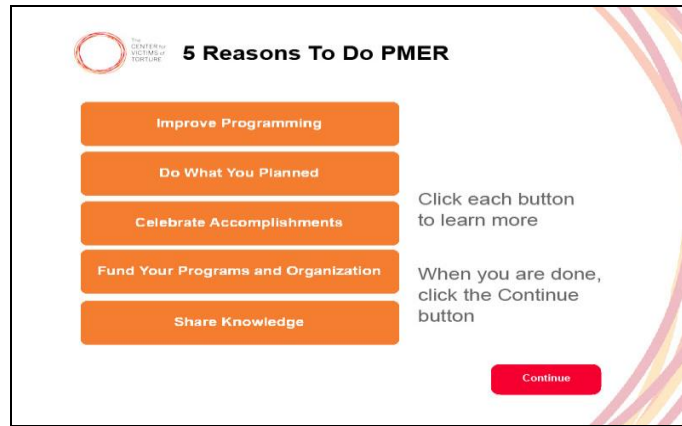 The
CENTER for
VICTIMS of
TORTURE
5 Reasons To Do PMER
Improve Programming
Do What You Planned
Celebrate Accomplishments
Fund Your Programs and Organization
Share Knowledge
Click each button
to learn more
When you are done,
click the Continue
button
Continue